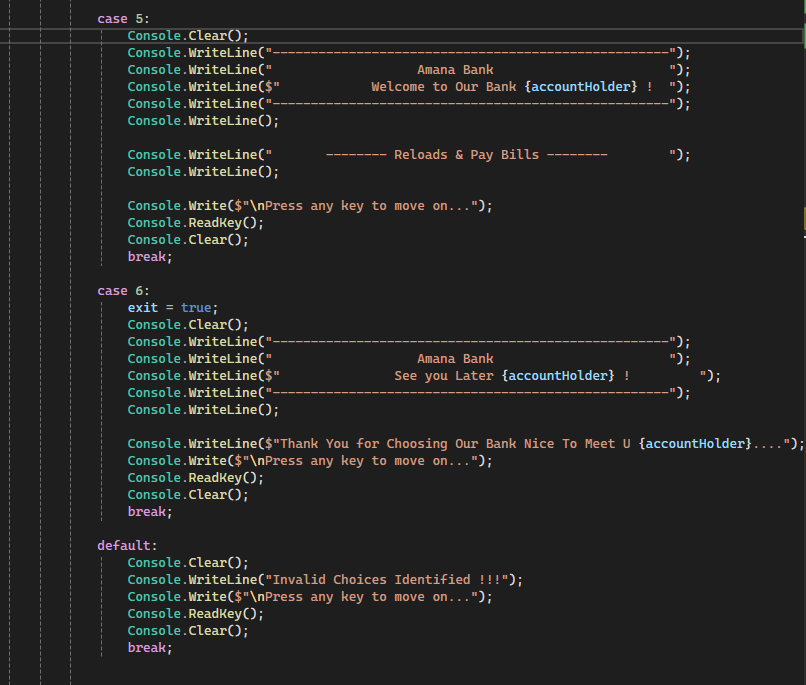 case 5:
Console.Clear();
Console.WriteLine("----------------------------------------------------");
Console.WriteLine("                   Amana Bank                       ");
Console.WriteLine($"            Welcome to Our Bank {accountHolder} !  ");
Console.WriteLine("----------------------------------------------------");
Console.WriteLine();
Console.WriteLine("       -------- Reloads & Pay Bills --------        ");
Console.WriteLine();
Console.Write($"\nPress any key to move on...");
Console.ReadKey();
Console.Clear();
break;
case 6:
exit = true;
Console.Clear();
Console.WriteLine("----------------------------------------------------");
Console.WriteLine("                   Amana Bank                       ");
Console.WriteLine($"               See you Later {accountHolder} !         ");
Console.WriteLine("----------------------------------------------------");
Console.WriteLine();
Console.WriteLine($"Thank You for Choosing Our Bank Nice To Meet U {accountHolder}....");
Console.Write($"\nPress any key to move on...");
Console.ReadKey();
Console.Clear();
break;
default:
Console.Clear();
Console.WriteLine("Invalid Choices Identified !!!");
Console.Write($"\nPress any key to move on...");
Console.ReadKey();
Console.Clear();
break;